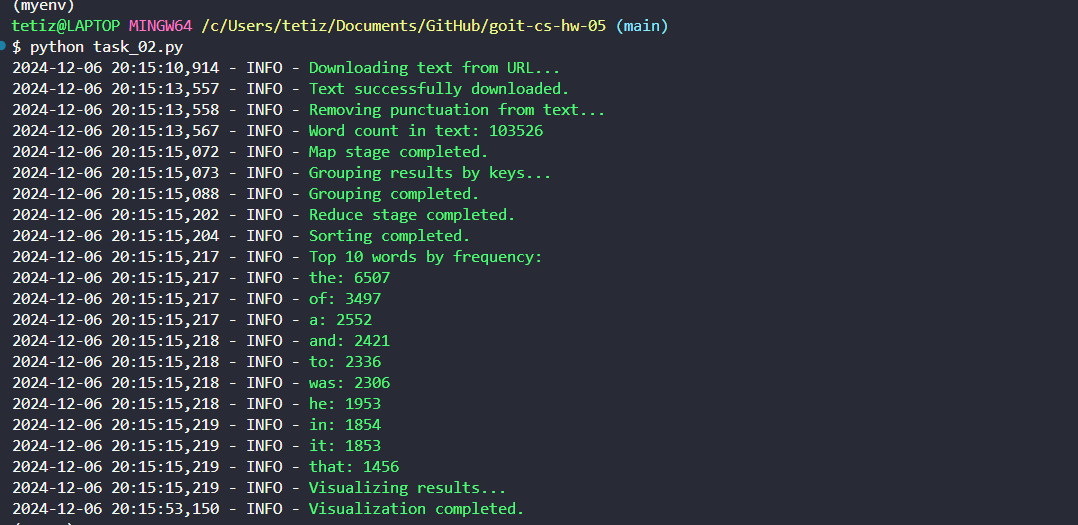 (myenv)
tetiz@LAPTOP MINGW64 /c/Users/tetiz/Documents/GitHub/goit-cs-hw-05 (main)
$ python task_02.py
2024-12-06 20:15:10,914 - INFO - Downloading text from URL...
2024-12-06 20:15:13,557 - INFO - Text successfully downloaded.
2024-12-06 20:15:13,558 - INFO - Removing punctuation from text...
2024-12-06 20:15:13,567 - INFO - Word count in text: 103526
2024-12-06 20:15:15,072 - INFO - Map stage completed.
2024-12-06 20:15:15,073 - INFO - Grouping results by keys...
2024-12-06 20:15:15,088 - INFO - Grouping completed.
2024-12-06 20:15:15,202 - INFO - Reduce stage completed.
2024-12-06 20:15:15,204 - INFO - Sorting completed.
2024-12-06 20:15:15,217 - INFO - Top 10 words by frequency:
2024-12-06 20:15:15,217 - INFO - the: 6507
2024-12-06 20:15:15,217 - INFO - of: 3497
2024-12-06 20:15:15,217 - INFO - a: 2552
2024-12-06 20:15:15,218 - INFO - and: 2421
2024-12-06 20:15:15,218 - INFO - to: 2336
2024-12-06 20:15:15,218 - INFO - was: 2306
2024-12-06 20:15:15,218 - INFO - he: 1953
2024-12-06 20:15:15,219 - INFO - in: 1854
2024-12-06 20:15:15,219 - INFO - it: 1853
2024-12-06 20:15:15,219 - INFO - that: 1456
2024-12-06 20:15:15,219 - INFO - Visualizing results...
2024-12-06 20:15:53,150 - INFO - Visualization completed.